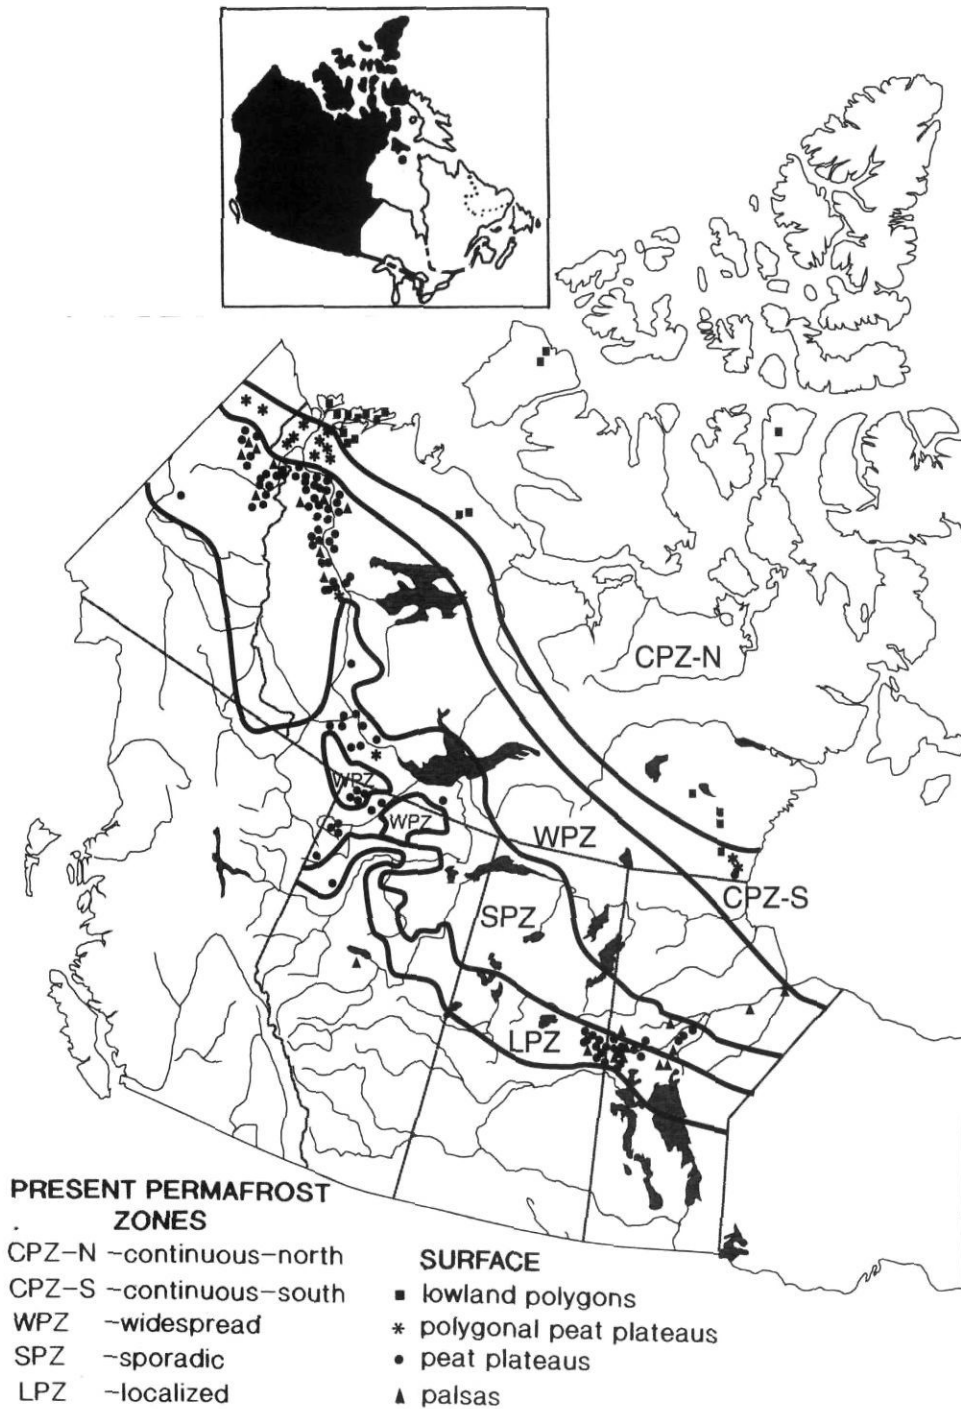 CPZ-N
WPZ
WPZ
WPZ
CPZ-S
SPZ
LPZ
PRESENT PERMAFROST
ZONES
CPZ-N ~continuous-north
CPZ-S ~continuous-south
WPZ ~widespread
SPZ ~sporadic
LPZ ~localized
SURFACE
■ lowland polygons
* polygonal peat plateaus
● peat plateaus
▲ palsas